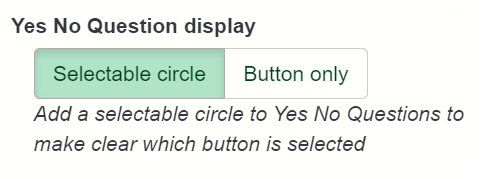 Yes No Question display
Selectable circle Button only
Add a selectable circle to Yes No Questions to
make clear which button is selected